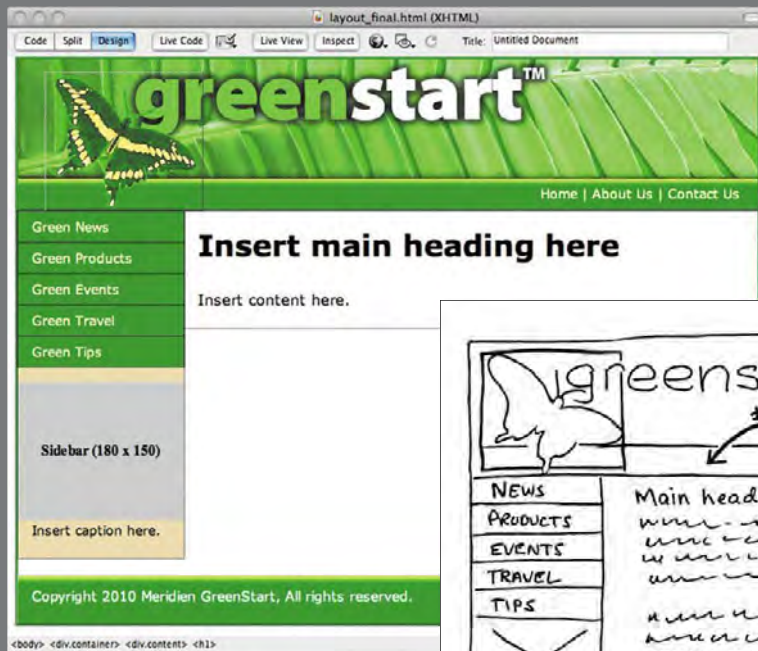 layout_final.html (XHTML)
Code Split Design Live Code Live View Inspect Title: Untitled Document
greenstart™
Home | About Us | Contact Us
Green News
Green Products
Green Events
Green Travel
Green Tips
Insert main heading here
Insert content here.
Sidebar (180 x 150)
Insert caption here.
Copyright 2010 Meridien GreenStart, All rights reserved.
<body> <div.container> <div.content> <h1>
greens
NEWS
PRODUCTS
EVENTS
TRAVEL
TIPS
Main head